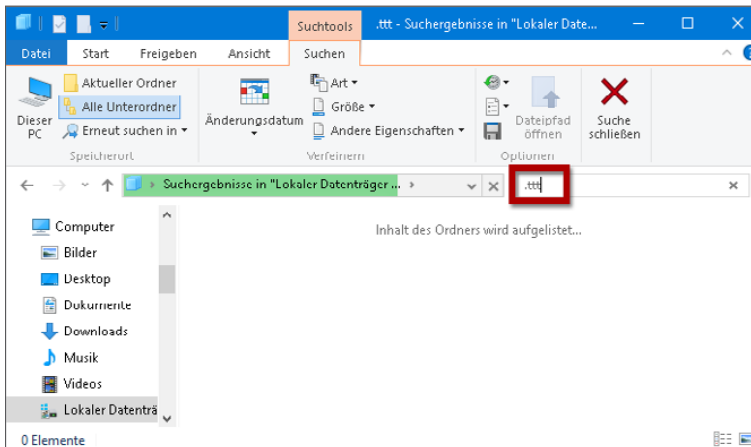 Suchtools .ttt - Suchergebnisse in "Lokaler Date...
Datei Start Freigeben Ansicht Suchen
Dieser PC
Aktueller Ordner
Alle Unterordner
Erneut suchen in
Speicherort
Änderungsdatum
Art
Größe
Andere Eigenschaften
Verfeinern
Dateipfad öffnen
Suche schließen
Optionen
Suchergebnisse in "Lokaler Datenträger ... .ttt
Computer
Bilder
Desktop
Dokumente
Downloads
Musik
Videos
Lokaler Datenträ
Inhalt des Ordners wird aufgelistet...
0 Elemente